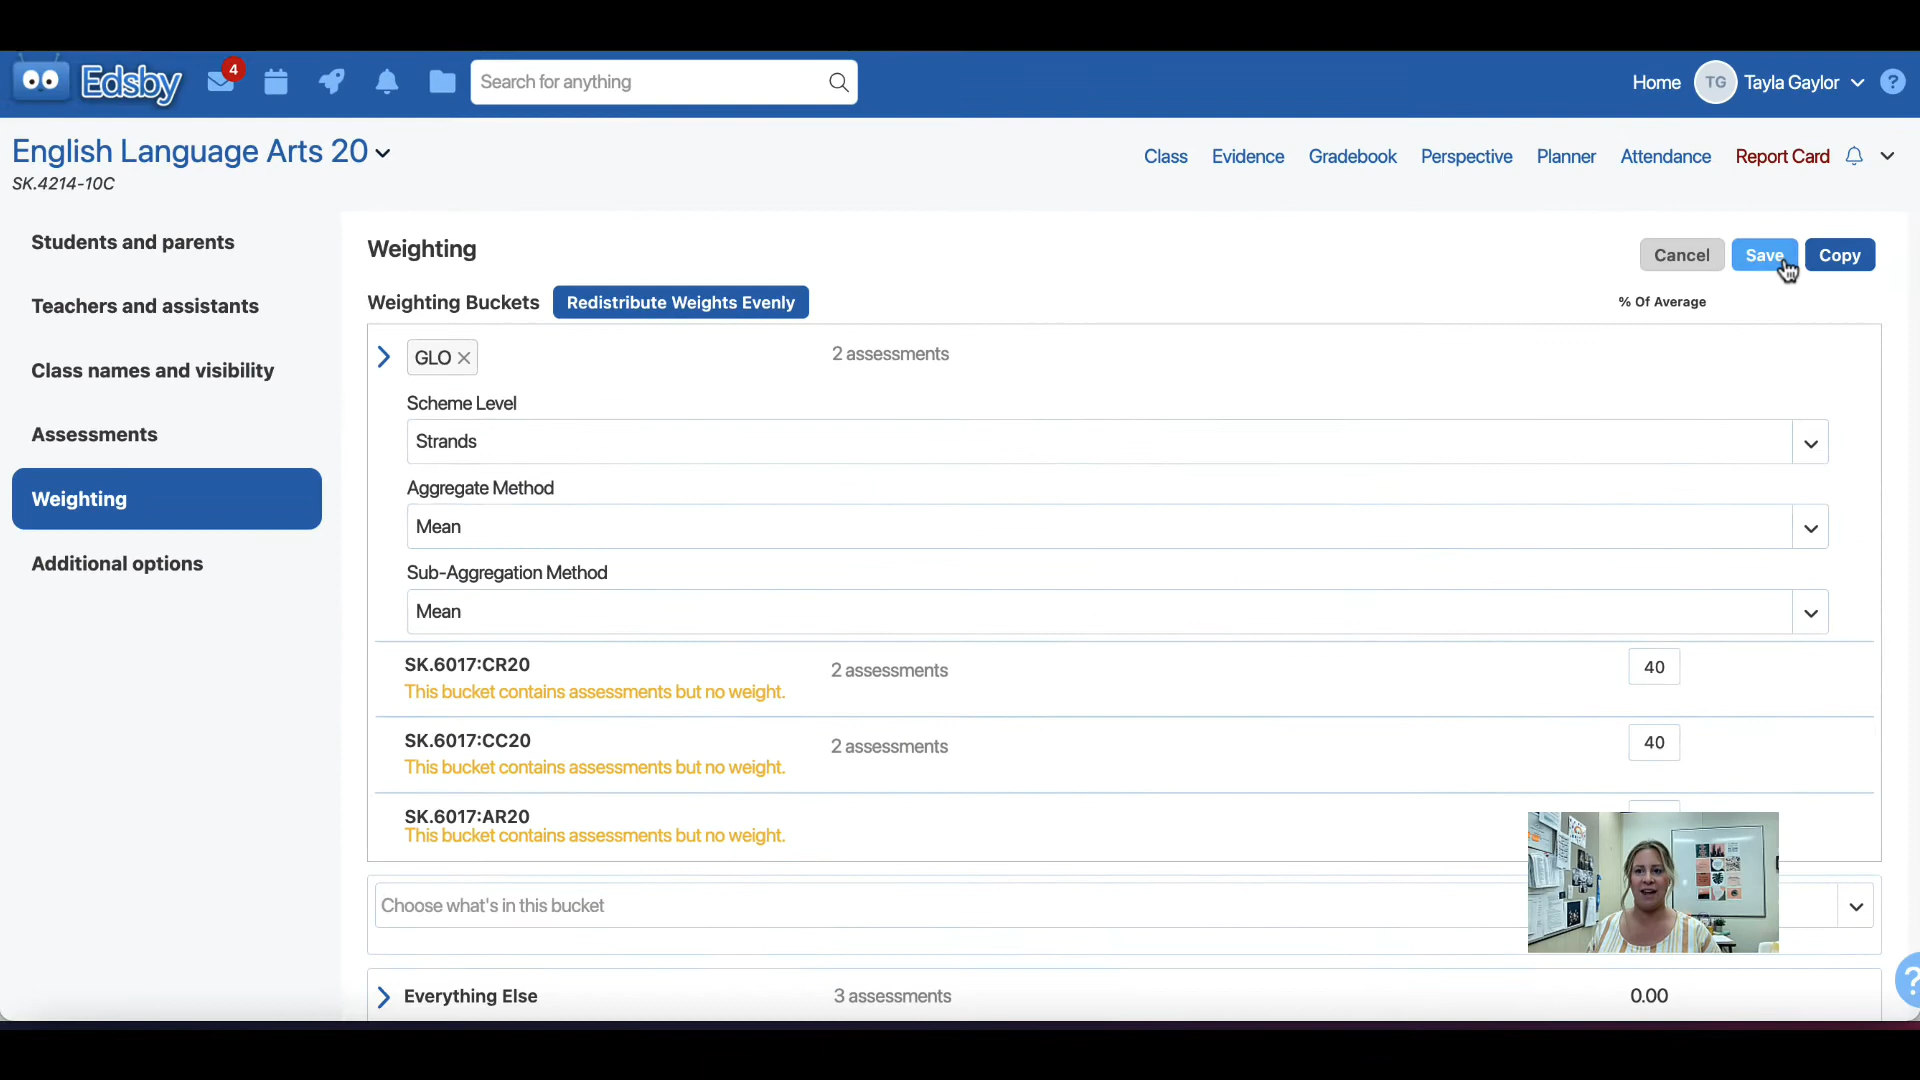 Edsby
4
Search for anything
Home
TG
Tayla Gaylor
?
English Language Arts 20
SK.4214-10C
Class
Evidence
Gradebook
Perspective
Planner
Attendance
Report Card
Students and parents
Teachers and assistants
Class names and visibility
Assessments
Weighting
Additional options
Weighting
Cancel
Save
Copy
Weighting Buckets
Redistribute Weights Evenly
% Of Average
GLO
2 assessments
Scheme Level
Strands
Aggregate Method
Mean
Sub-Aggregation Method
Mean
SK.6017:CR20
This bucket contains assessments but no weight.
2 assessments
40
SK.6017:CC20
This bucket contains assessments but no weight.
2 assessments
40
SK.6017:AR20
This bucket contains assessments but no weight.
Choose what's in this bucket
Everything Else
3 assessments
0.00
?